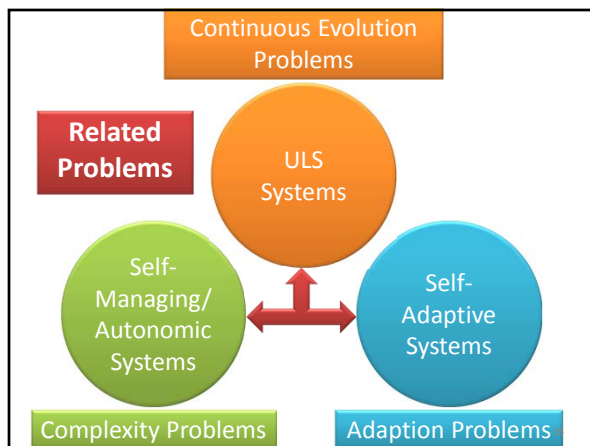 Continuous Evolution
Problems
Related
Problems
ULS
Systems
Self-
Managing/
Autonomic
Systems
Self-
Adaptive
Systems
Complexity Problems
Adaption Problems